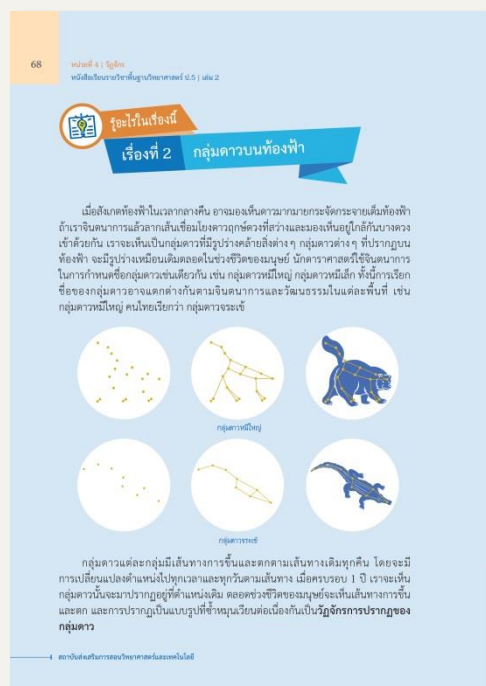 68
หน่วยที่ 4 | วัฏจักร
หนังสือเรียนรายวิชาพื้นฐานวิทยาศาสตร์ ป.5 | เล่ม 2
รู้อะไรในเรื่องนี้
เรื่องที่ 2 กลุ่มดาวบนท้องฟ้า
เมื่อสังเกตท้องฟ้าในเวลากลางคืน อาจมองเห็นดาวมากมายกระจัดกระจายเต็มท้องฟ้า
ถ้าเราจินตนาการแล้วลากเส้นเชื่อมโยงดาวฤกษ์ดวงที่สว่างและมองเห็นอยู่ใกล้กันบางดวง
เข้าด้วยกัน เราจะเห็นเป็นกลุ่มดาวที่มีรูปร่างคล้ายสิ่งต่าง ๆ กลุ่มดาวต่าง ๆ ที่ปรากฏบน
ท้องฟ้า จะมีรูปร่างเหมือนเดิมตลอดในช่วงชีวิตของมนุษย์ นักดาราศาสตร์ใช้จินตนาการ
ในการกำหนดชื่อกลุ่มดาวเช่นเดียวกัน เช่น กลุ่มดาวหมีใหญ่ กลุ่มดาวหมีเล็ก ทั้งนี้การเรียก
ชื่อของกลุ่มดาวอาจแตกต่างกันตามจินตนาการและวัฒนธรรมในแต่ละพื้นที่ เช่น
กลุ่มดาวหมีใหญ่ คนไทยเรียกว่า กลุ่มดาวจระเข้
กลุ่มดาวหมีใหญ่
กลุ่มดาวจระเข้
กลุ่มดาวแต่ละกลุ่มมีเส้นทางการขึ้นและตกตามเส้นทางเดิมทุกคืน โดยจะมี
การเปลี่ยนแปลงตำแหน่งไปทุกเวลาและทุกวันตามเส้นทาง เมื่อครบรอบ 1 ปี เราจะเห็น
กลุ่มดาวนั้นจะมาปรากฏอยู่ที่ตำแหน่งเดิม ตลอดช่วงชีวิตของมนุษย์จะเห็นเส้นทางการขึ้น
และตก และการปรากฏเป็นแบบรูปที่ซ้ำหมุนเวียนต่อเนื่องกันเป็นวัฏจักรการปรากฏของ
กลุ่มดาว
สถาบันส่งเสริมการสอนวิทยาศาสตร์และเทคโนโลยี